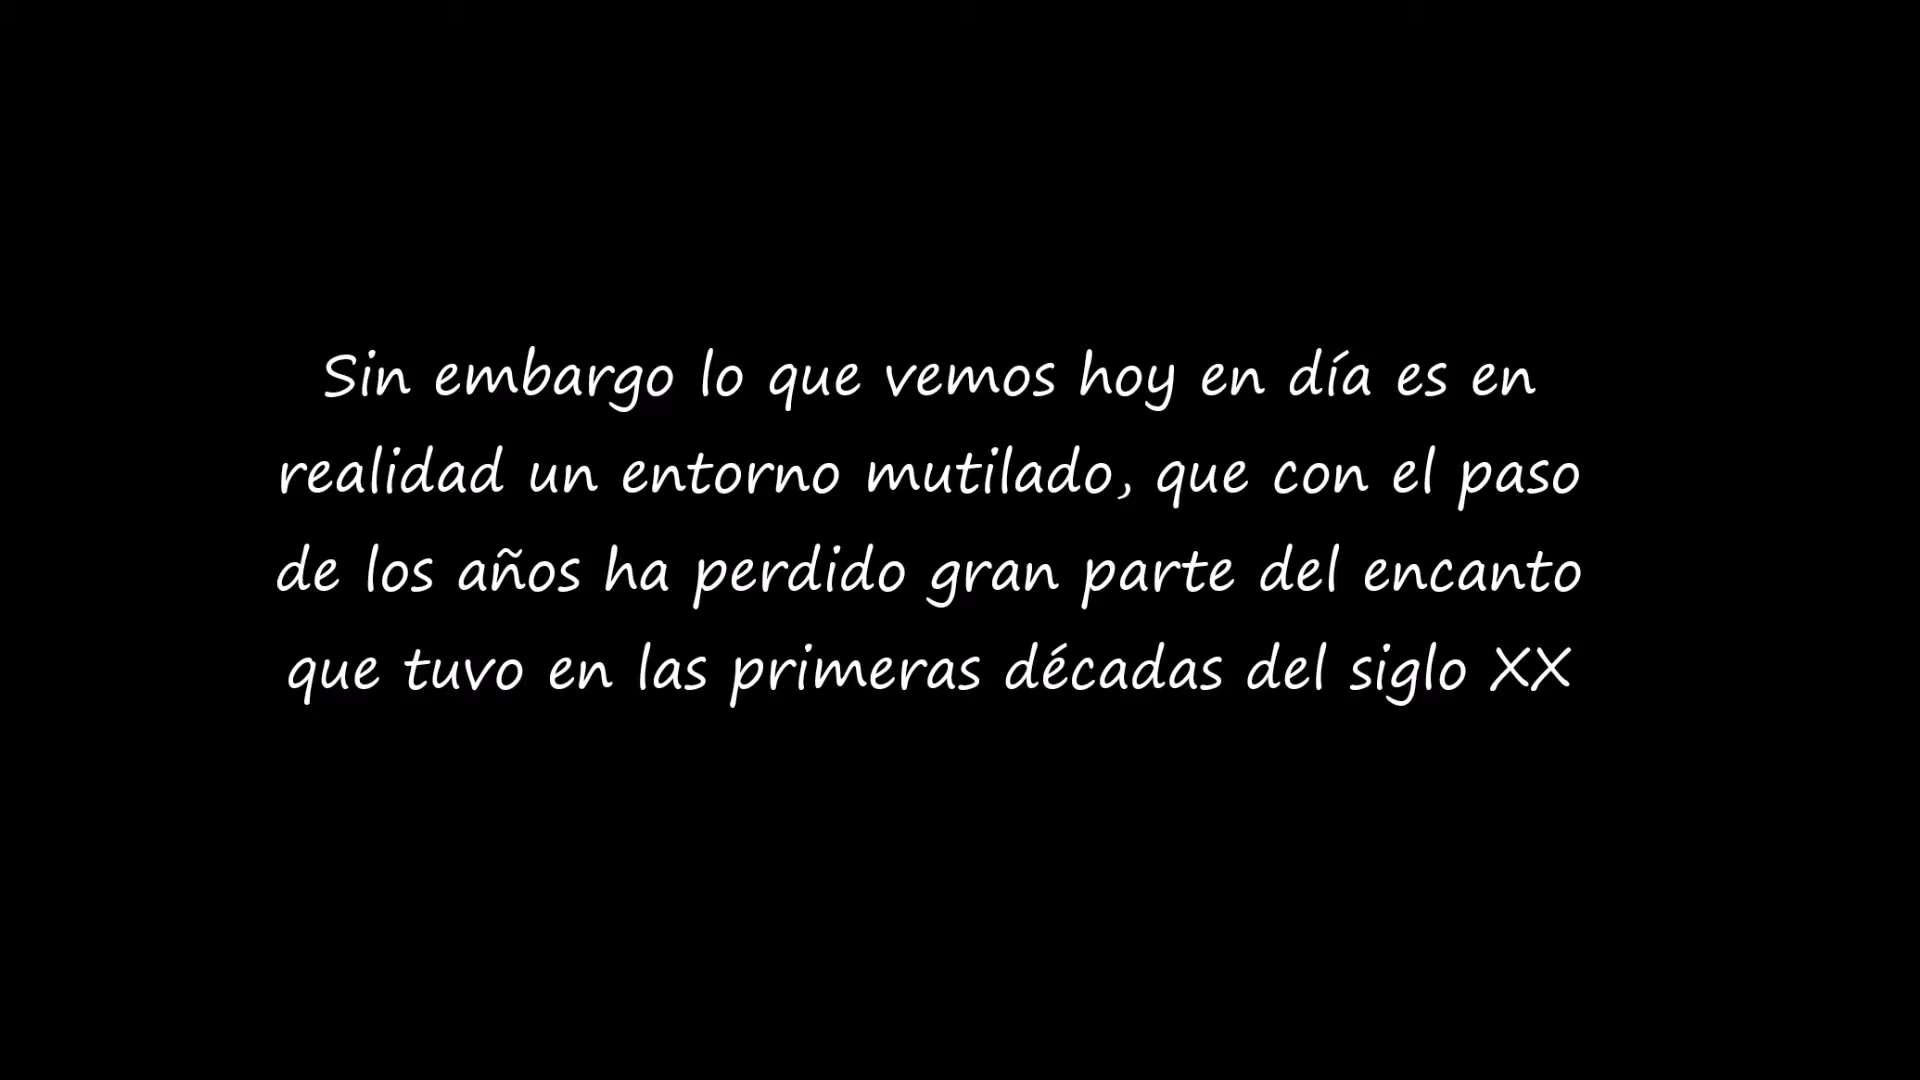 Sin embargo lo que vemos hoy en día es en
realidad un entorno mutilado, que con el paso
de los años ha perdido gran parte del encanto
que tuvo en las primeras décadas del siglo XX